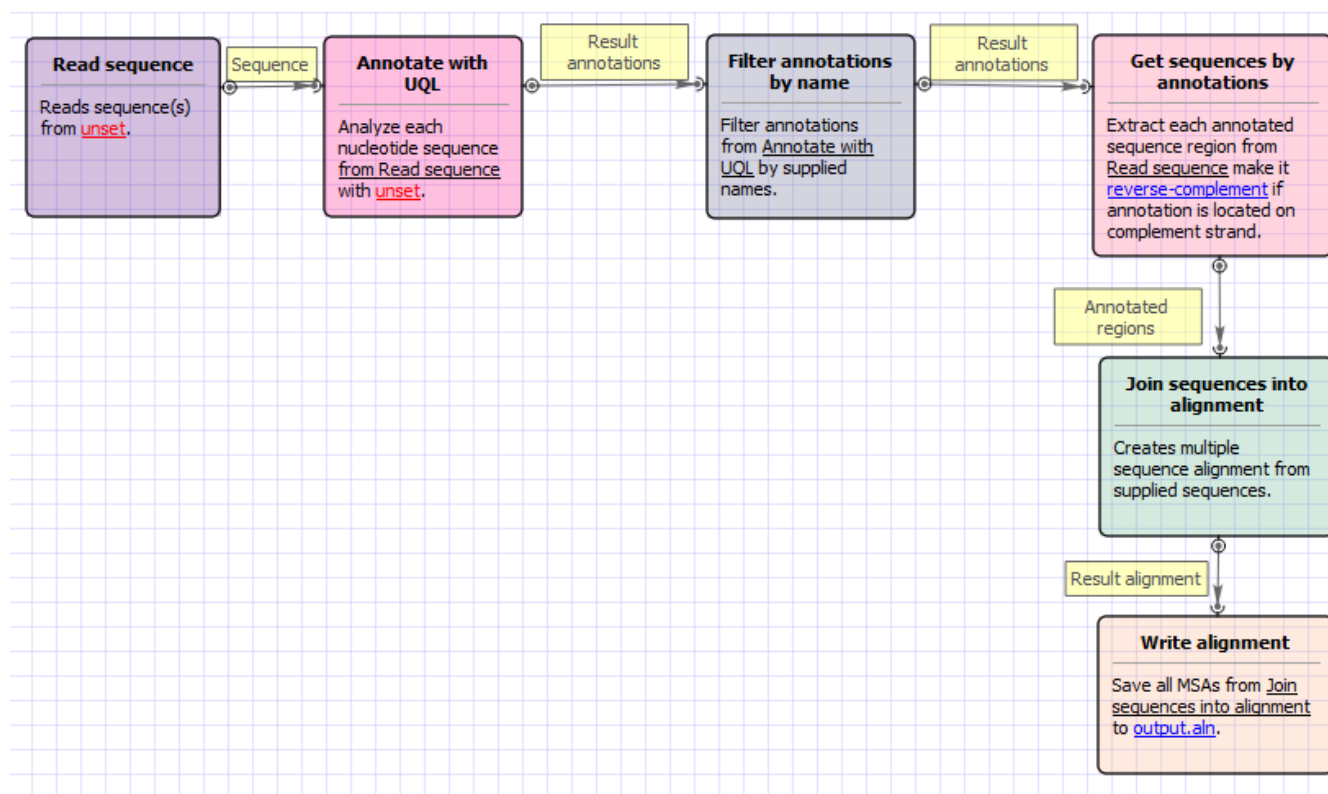 Read sequence
Reads sequence(s)
from unset.
Sequence
Annotate with
UQL
Analyze each
nucleotide sequence
from Read sequence
with unset.
Result
annotations
Filter annotations
by name
Filter annotations
from Annotate with
UQL by supplied
names.
Result
annotations
Get sequences by
annotations
Extract each annotated
sequence region from
Read sequence make it
reverse-complement if
annotation is located on
complement strand.
Annotated
regions
Join sequences into
alignment
Creates multiple
sequence alignment from
supplied sequences.
Result alignment
Write alignment
Save all MSAs from Join
sequences into alignment
to output.aln.